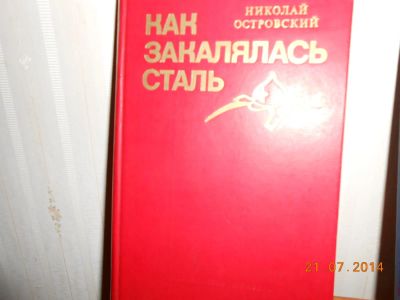 НИКОЛАЙ
ОСТРОВСКИЙ
КАК
ЗАКАЛЯЛАСЬ
СТАЛЬ
21.07.2014